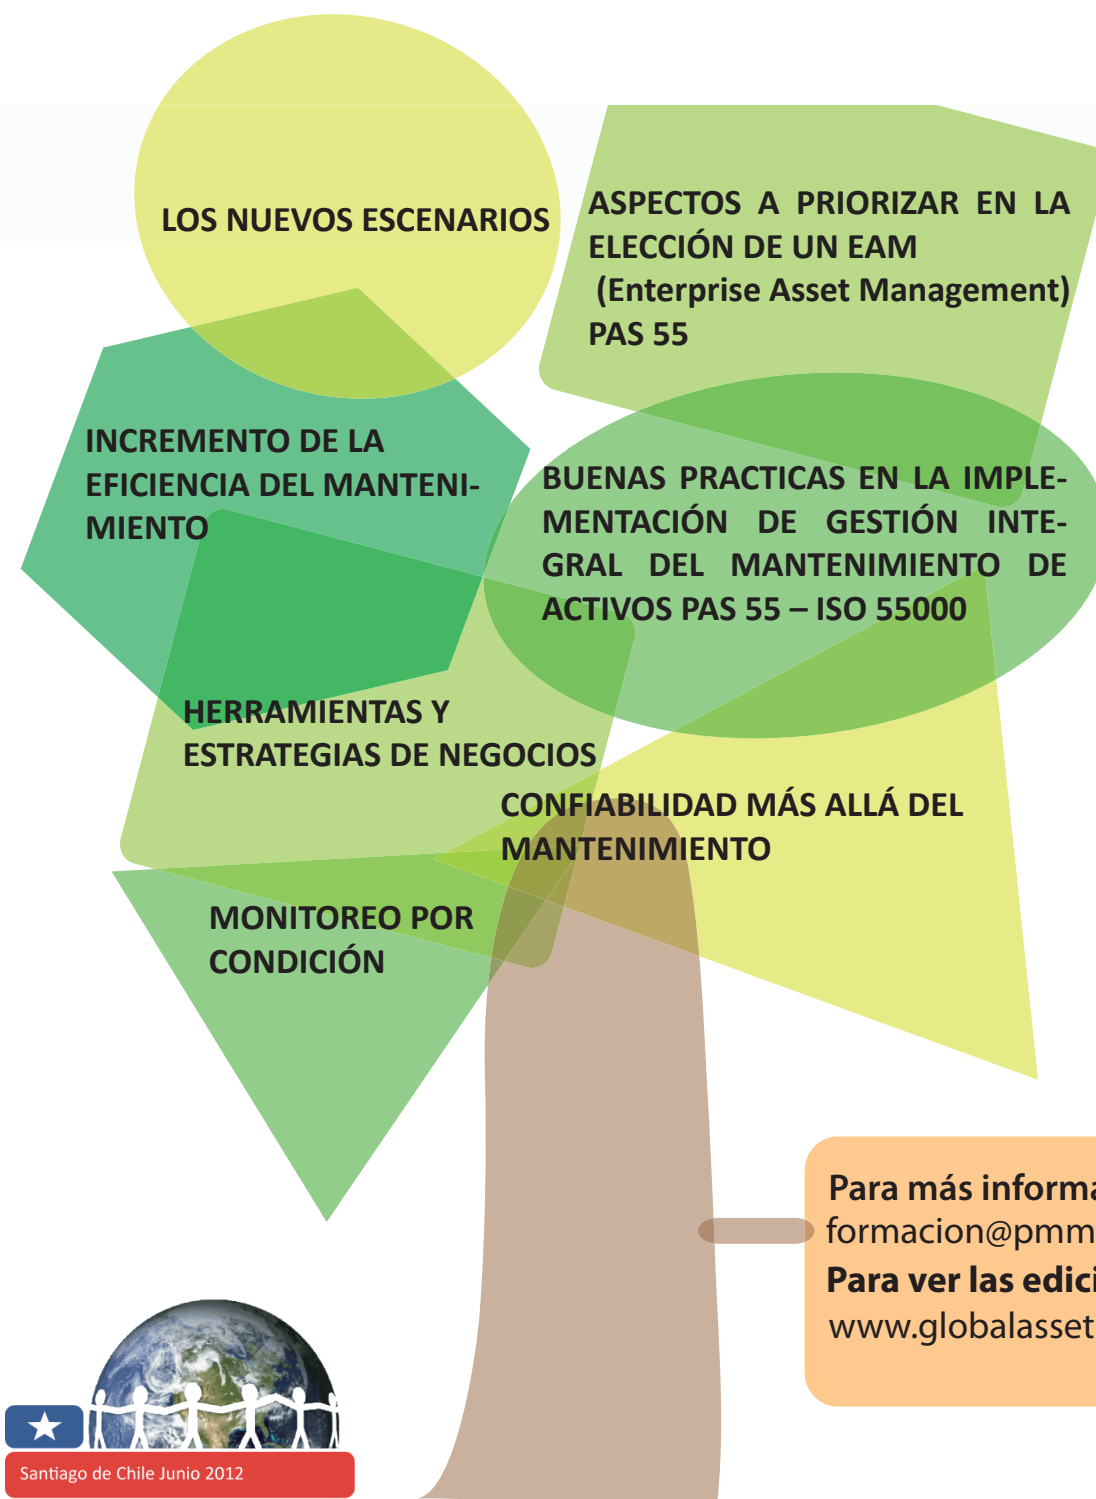 LOS NUEVOS ESCENARIOS
ASPECTOS A PRIORIZAR EN LA
ELECCIÓN DE UN EAM
(Enterprise Asset Management)
PAS 55
INCREMENTO DE LA
EFICIENCIA DEL MANTENI-
MIENTO
BUENAS PRACTICAS EN LA IMPLE-
MENTACIÓN DE GESTIÓN INTE-
GRAL DEL MANTENIMIENTO DE
ACTIVOS PAS 55 – ISO 55000
HERRAMIENTAS Y
ESTRATEGIAS DE NEGOCIOS
CONFIABILIDAD MÁS ALLÁ DEL
MANTENIMIENTO
MONITOREO POR
CONDICIÓN
Para más informa
formacion@pmm
Para ver las edici
www.globalasset
Santiago de Chile Junio 2012